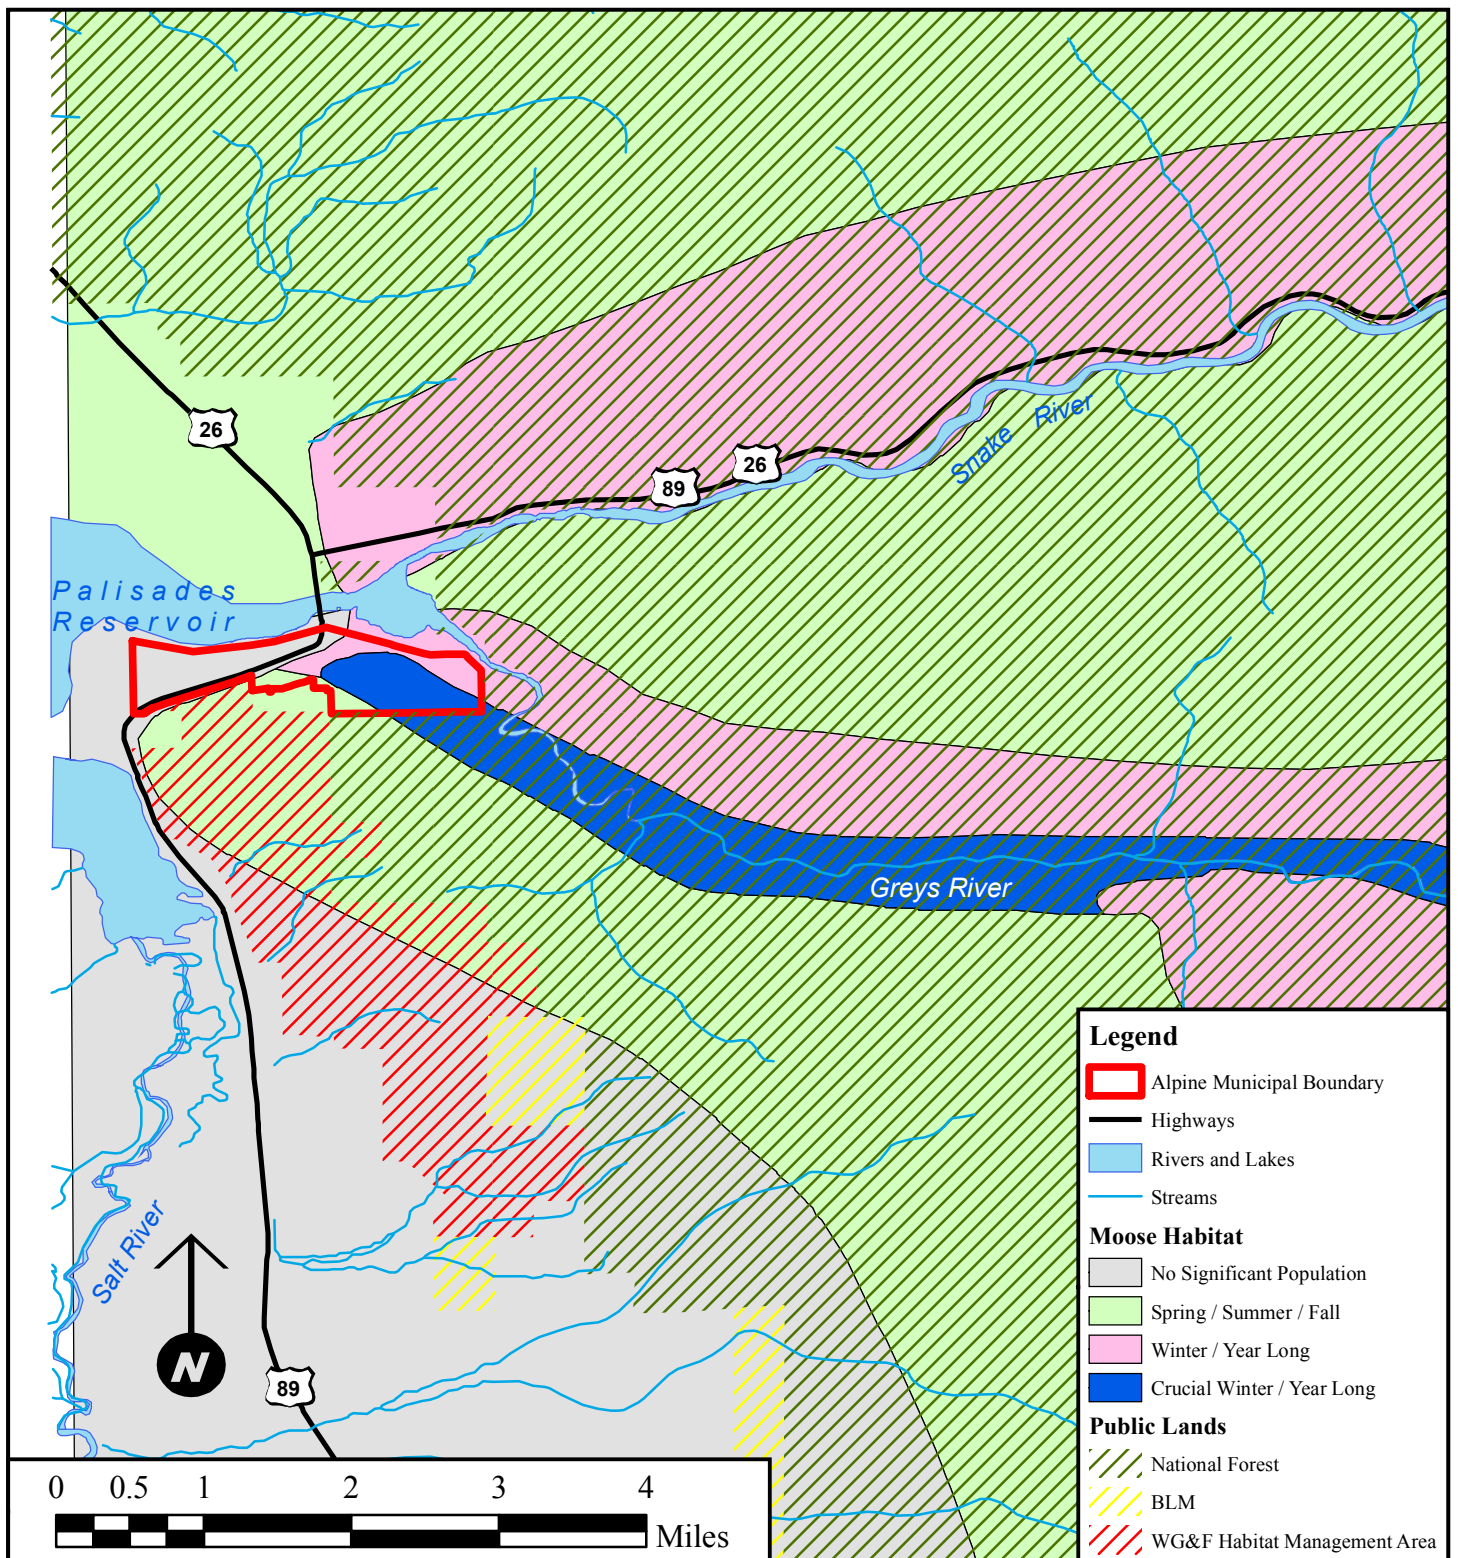 26
26
89
Snake River
Palisades
Reservoir
Greys River
Salt River
N
89
Legend
Alpine Municipal Boundary
Highways
Rivers and Lakes
Streams
Moose Habitat
No Significant Population
Spring / Summer / Fall
Winter / Year Long
Crucial Winter / Year Long
Public Lands
National Forest
BLM
WG&F Habitat Management Area
0 0.5 1 2 3 4
Miles